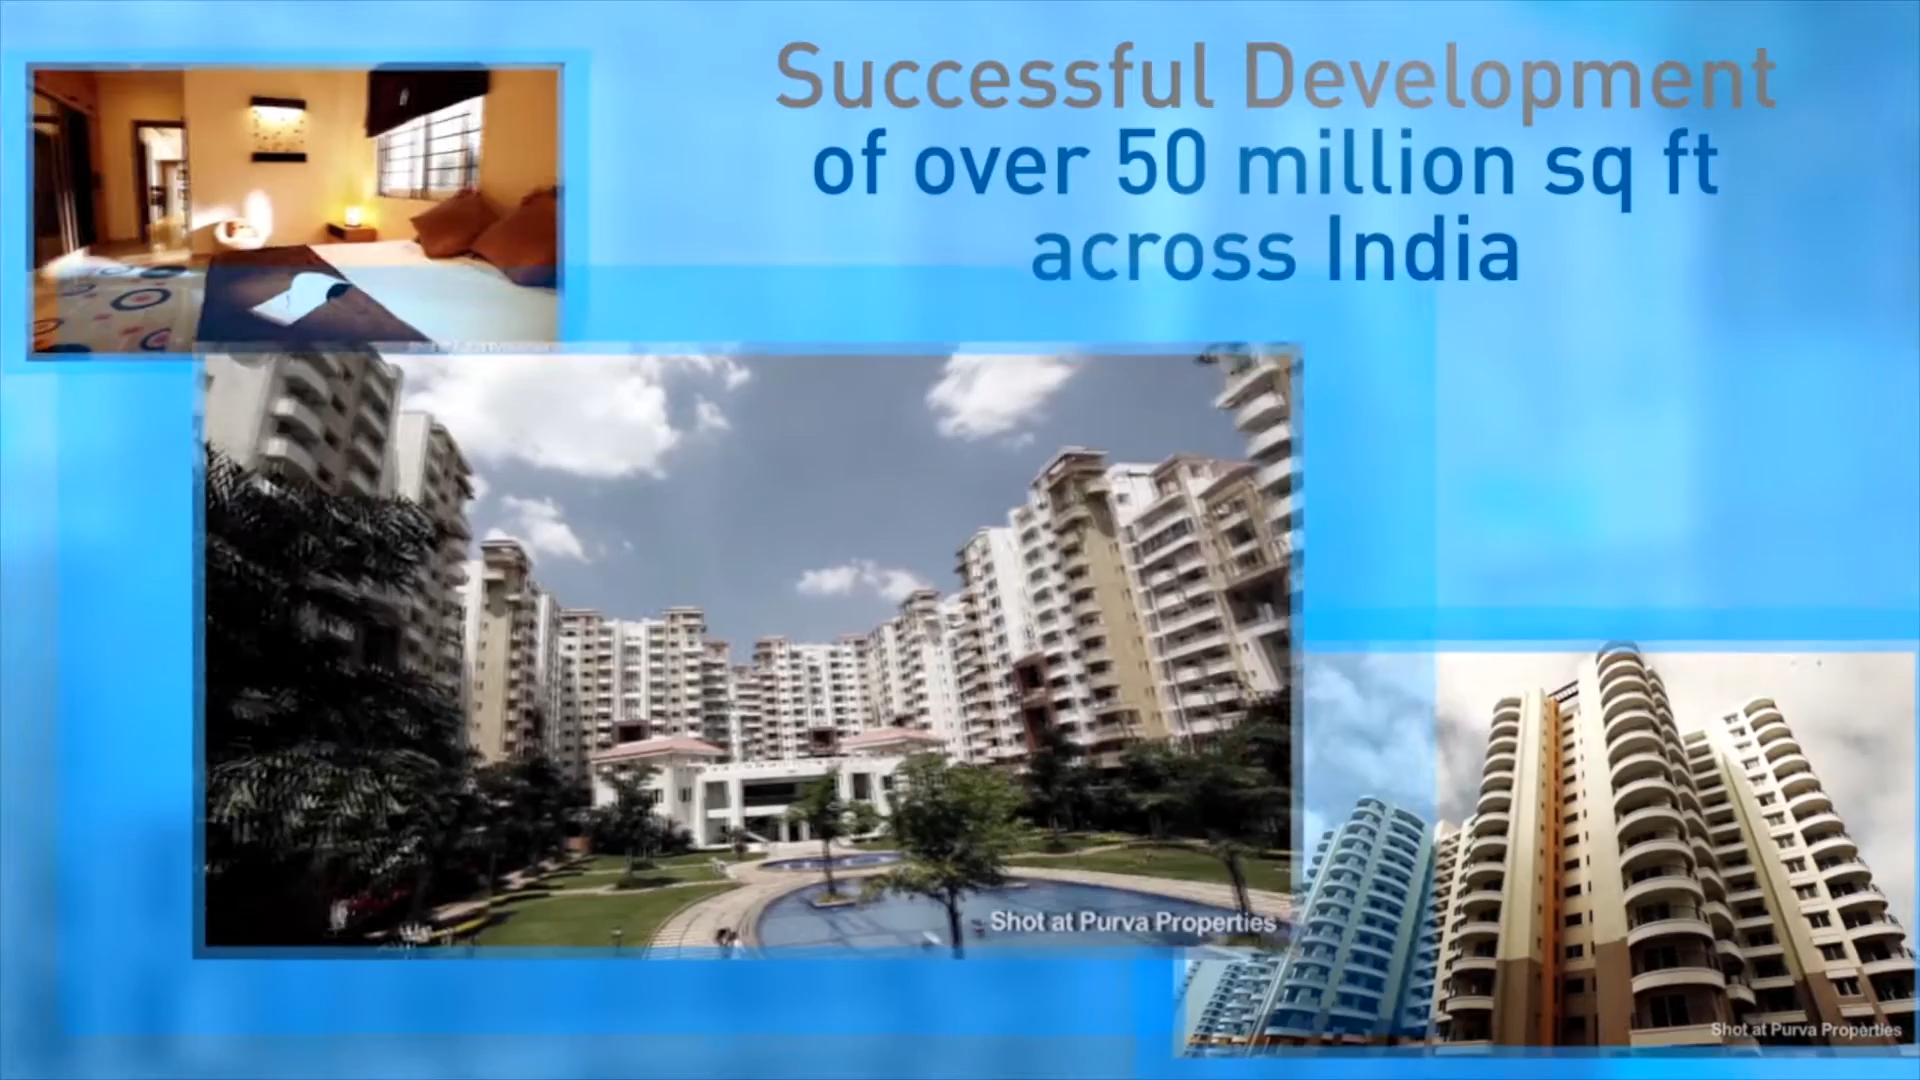 Successful Development
of over 50 million sq ft
across India
Shot at Purva Properties
Shot at Purva Properties